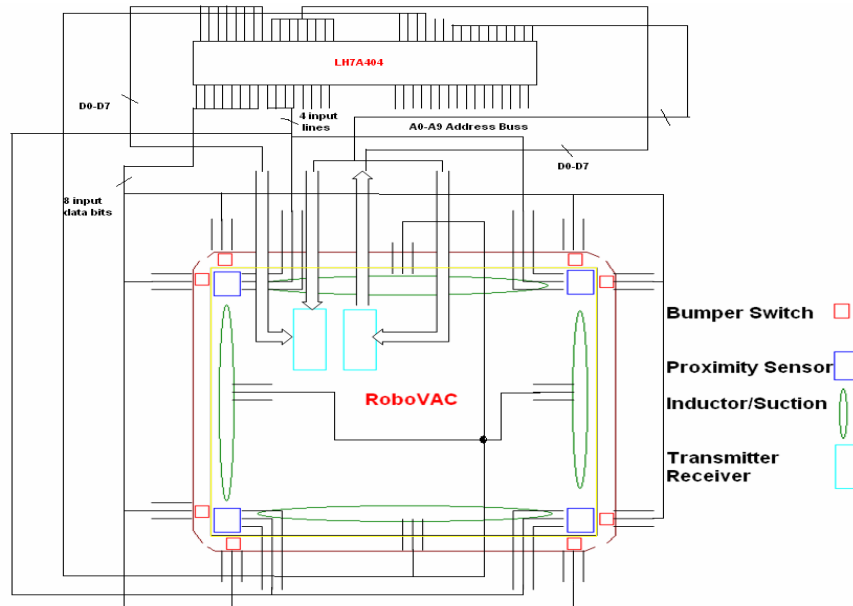 LH7A404
D0-D7
4 input
lines
A0-A9 Address Buss
D0-D7
8 input
data bits
Bumper Switch
Proximity Sensor
RoboVAC
Inductor/Suction
Transmitter
Receiver